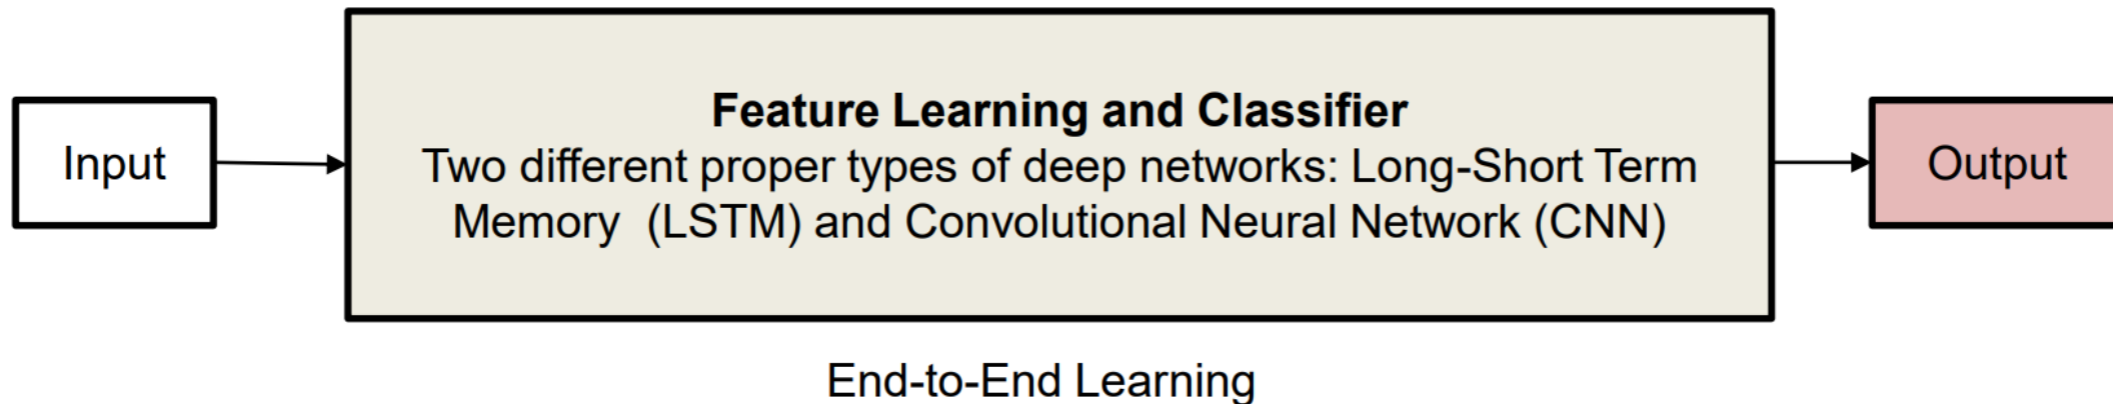 Input
Feature Learning and Classifier
Two different proper types of deep networks: Long-Short Term
Memory  (LSTM) and Convolutional Neural Network (CNN)
Output
End-to-End Learning